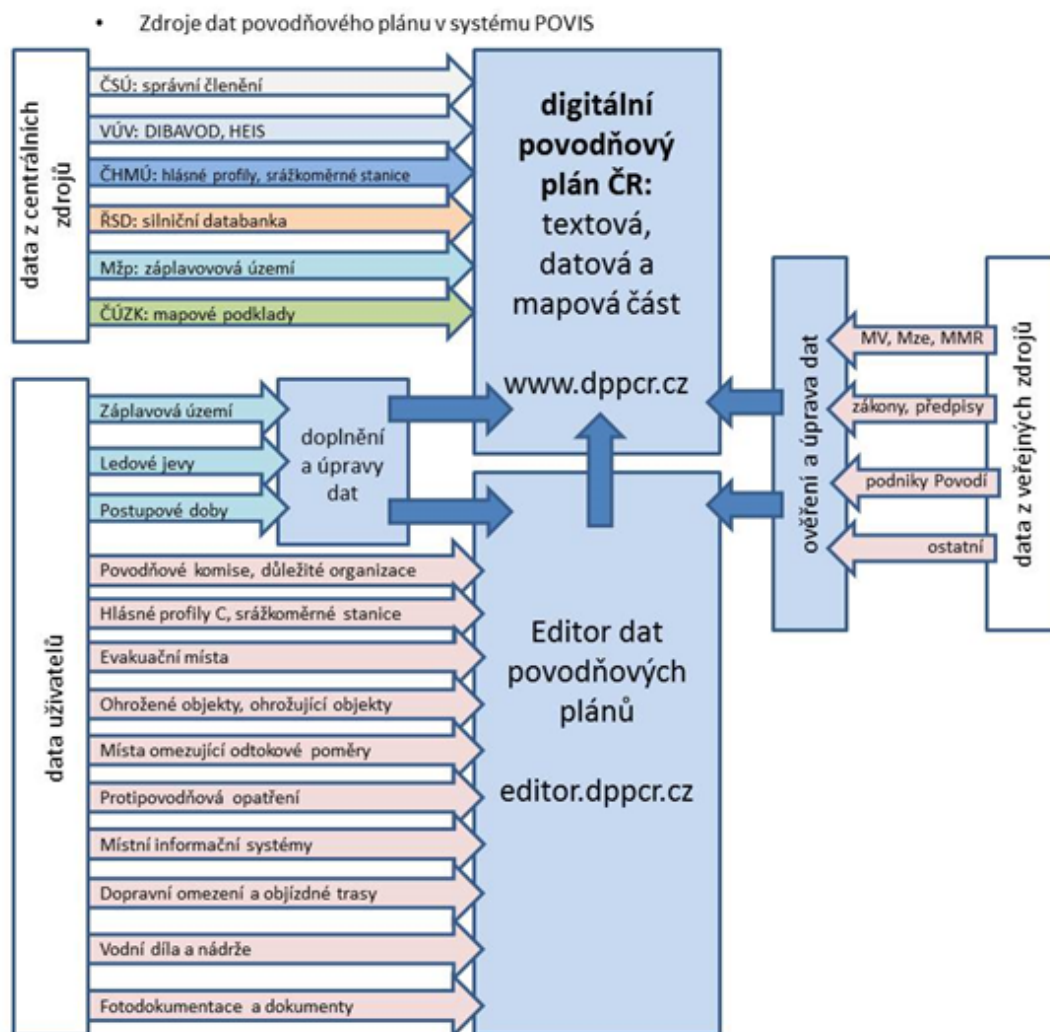 • Zdroje dat povodňového plánu v systému POVIS
data z centrálních
zdrojů
ČSÚ: správní členění
VÚV: DIBAVOD, HEIS
ČHMÚ: hlásné profily, srážkoměrné stanice
ŘSD: silniční databanka
Mžp: záplavovová území
ČÚZK: mapové podklady
digitální
povodňový
plán ČR:
textová,
datová a
mapová část
www.dppcr.cz
data uživatelů
Záplavová území
Ledové jevy
Postupové doby
doplnění
a úpravy
dat
Povodňové komise, důležité organizace
Hlásné profily C, srážkoměrné stanice
Evakuační místa
Ohrožené objekty, ohrožující objekty
Místa omezující odtokové poměry
Protipovodňová opatření
Místní informační systémy
Dopravní omezení a objízdné trasy
Vodní díla a nádrže
Fotodokumentace a dokumenty
Editor dat
povodňových
plánů
editor.dppcr.cz
ověření a úprava dat
MV, Mze, MMR
zákony, předpisy
podniky Povodí
ostatní
data z veřejných zdrojů